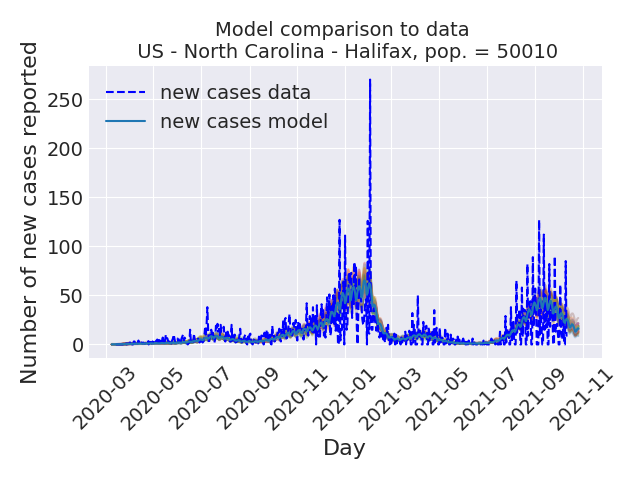 Model comparison to data
US - North Carolina - Halifax, pop. = 50010
Number of new cases reported
new cases data
new cases model
250
200
150
100
50
0
2020-03
2020-05
2020-07
2020-09
2020-11
2021-01
2021-03
2021-05
2021-07
2021-09
2021-11
Day